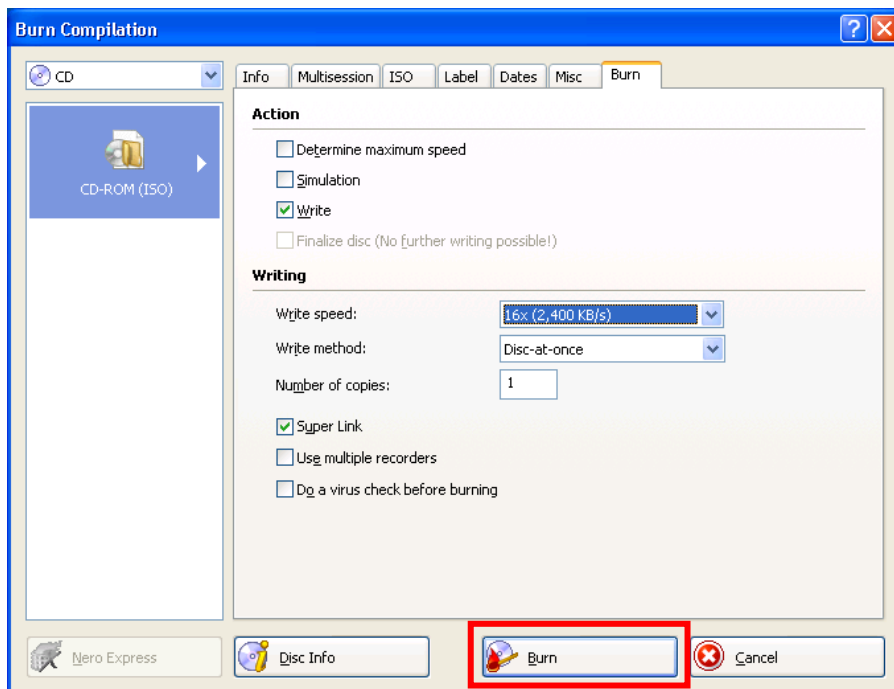 Burn Compilation
CD
Info Multisession ISO Label Dates Misc Burn
CD-ROM (ISO)
Action
Determine maximum speed
Simulation
Write
Finalize disc (No further writing possible!)
Writing
Write speed: 16x (2,400 KB/s)
Write method: Disc-at-once
Number of copies: 1
Super Link
Use multiple recorders
Do a virus check before burning
Nero Express Disc Info Burn Cancel